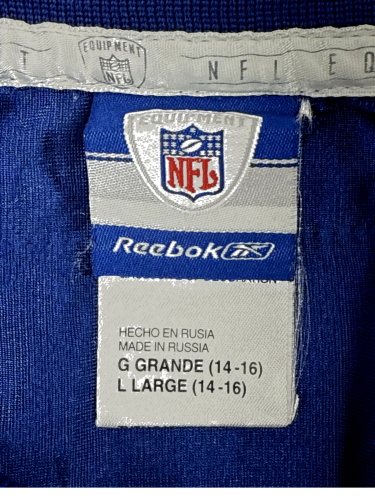 T EQUIPMENT NFL N F L E Q
EQUIPMENT
NFL
Reebok
HECHO EN RUSIA
MADE IN RUSSIA
G GRANDE (14-16)
L LARGE (14-16)